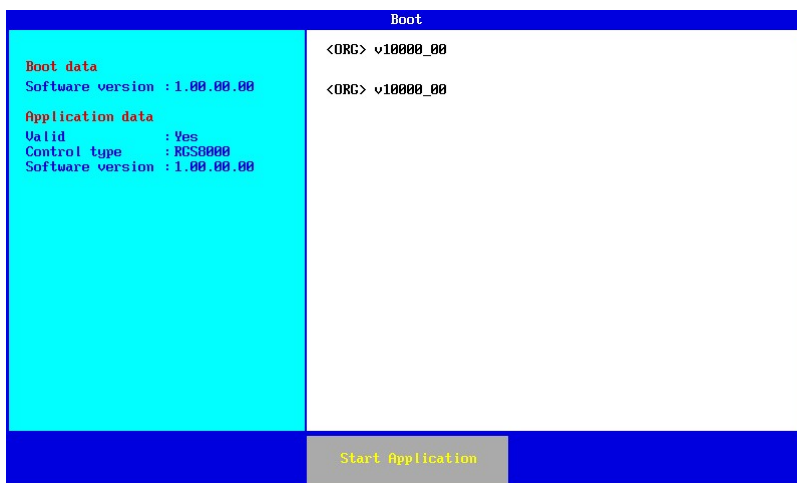 Boot
Boot data
Software version :1.00.00.00
Application data
Valid :Yes
Control type :RGS8000
Software version :1.00.00.00
<ORG> v10000_00
<ORG> v10000_00
Start Application